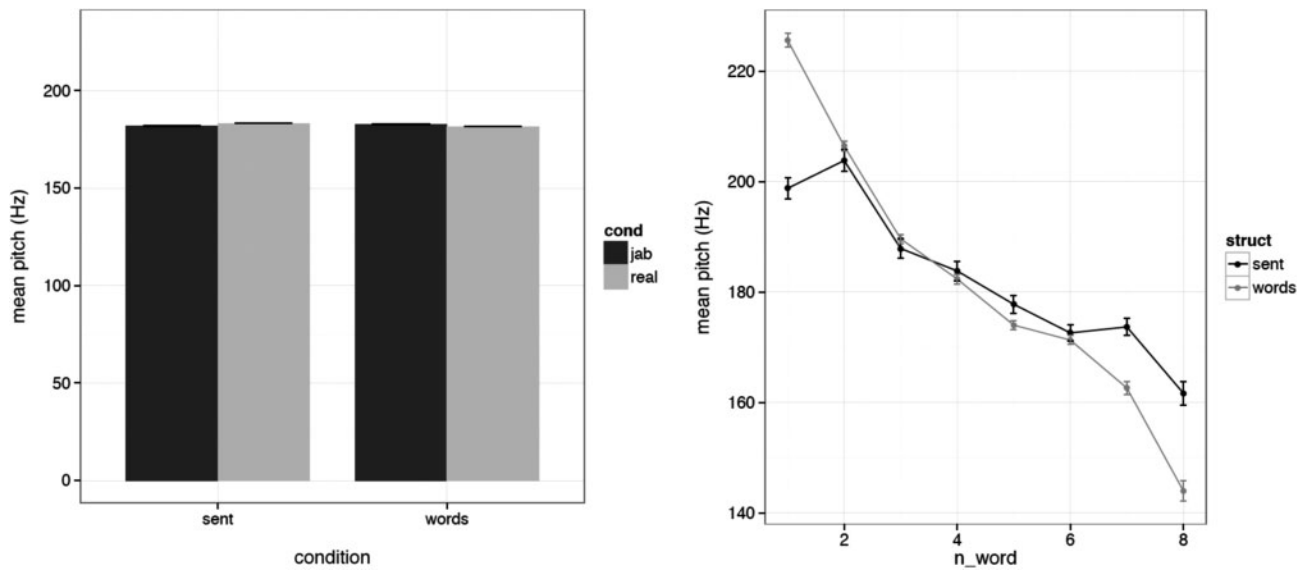 200
150
100
50
0
mean pitch (Hz)
sent
words
condition
cond
jab
real
220
200
180
160
140
mean pitch (Hz)
2
4
6
8
n_word
struct
sent
words